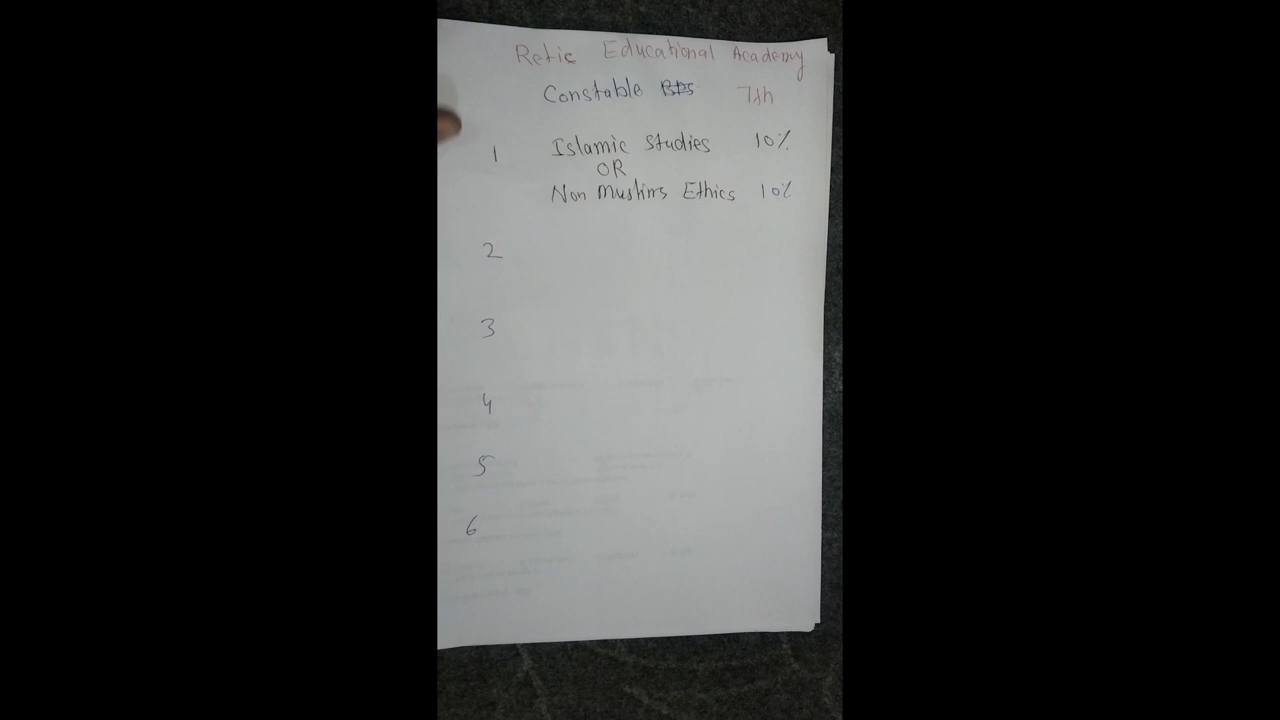 Retic Educational Academy
Constable BPS 7th
1 Islamic Studies 10%
OR
Non Muslims Ethics 10%
2
3
4
5
6